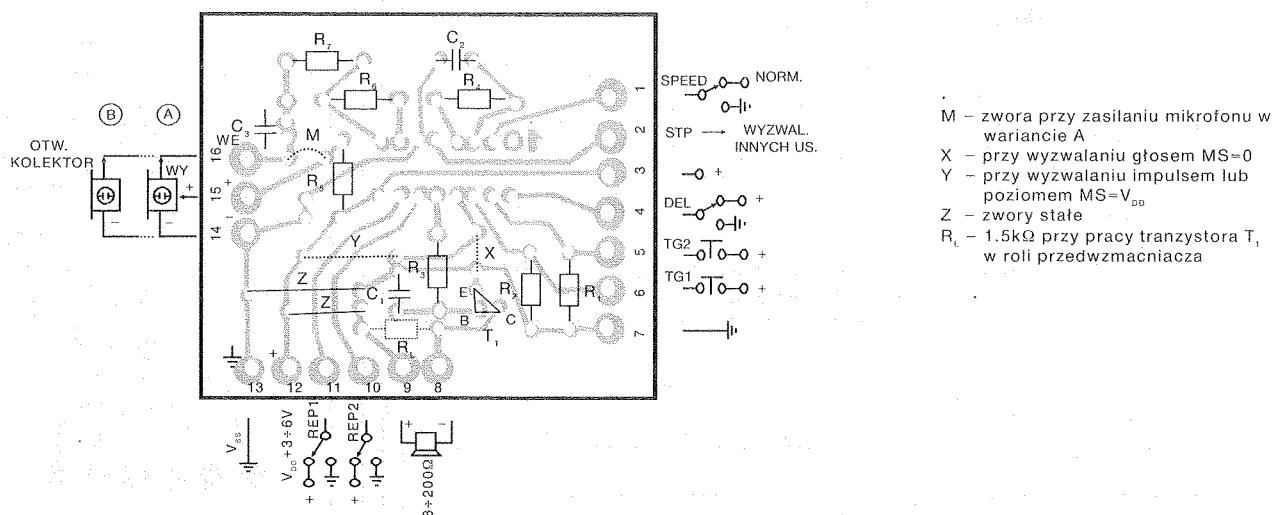 R7
C2
SPEED
NORM.
R6
R4
1
B
A
C3
M
STP
WYZWAL.
INNYCH US.
2
OTW.
KOLEKTOR
WE
WY
16
+
3
+
R5
15
+
DEL
+
4
−
−
−
14
Y
X
TG2
+
5
Z
R3
R2
R1
TG1
+
6
Z
C1
E
B
C
T1
7
RL
+
13
12
11
10
9
8
VSS
VDD+3÷6V
REP1
REP2
+
−
+
+
8÷200Ω
M – zwora przy zasilaniu mikrofonu w
wariancie A
X – przy wyzwalaniu głosem MS=0
Y – przy wyzwalaniu impulsem lub
poziomem MS=VDD
Z – zwory stałe
RL – 1.5kΩ przy pracy tranzystora T1
w roli przedwzmacniacza